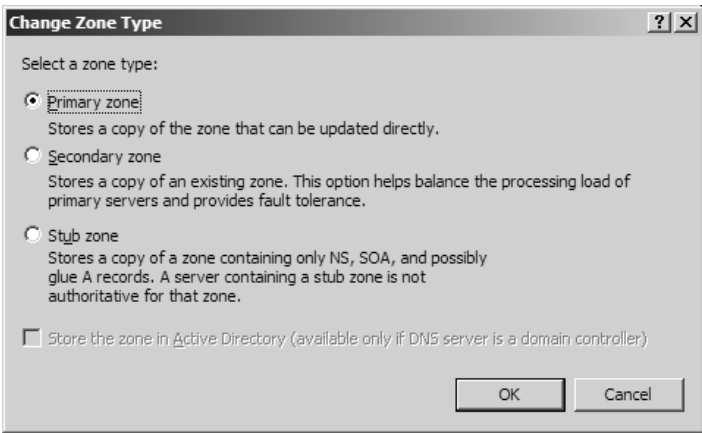 Change Zone Type
Select a zone type:
Primary zone
Stores a copy of the zone that can be updated directly.
Secondary zone
Stores a copy of an existing zone. This option helps balance the processing load of
primary servers and provides fault tolerance.
Stub zone
Stores a copy of a zone containing only NS, SOA, and possibly
glue A records. A server containing a stub zone is not
authoritative for that zone.
Store the zone in Active Directory (available only if DNS server is a domain controller)
OK Cancel